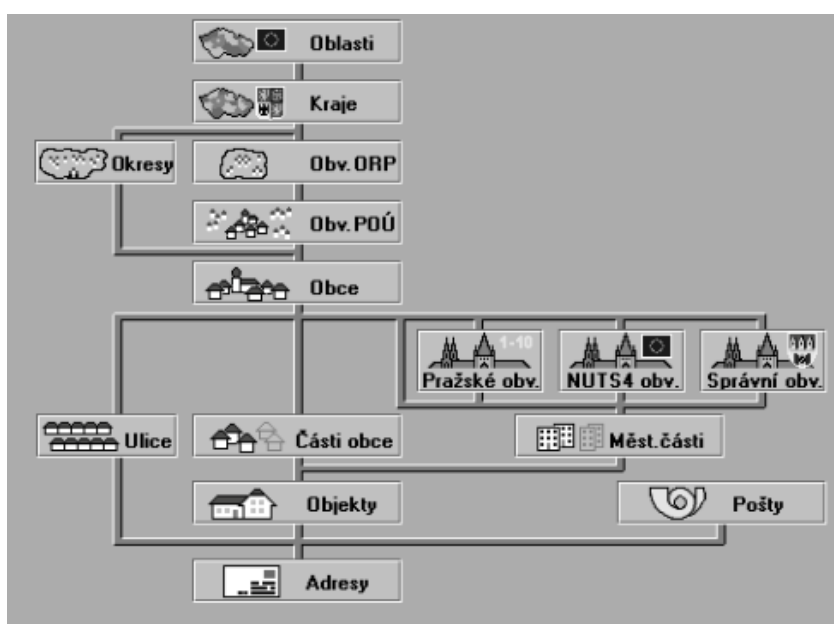 Oblasti
Kraje
Okresy
Obv. ORP
Obv. POÚ
Obce
1-10
Pražské obv.
NUTS4 obv.
Správní obv.
Ulice
Části obce
Měst. části
Objekty
Pošty
Adresy